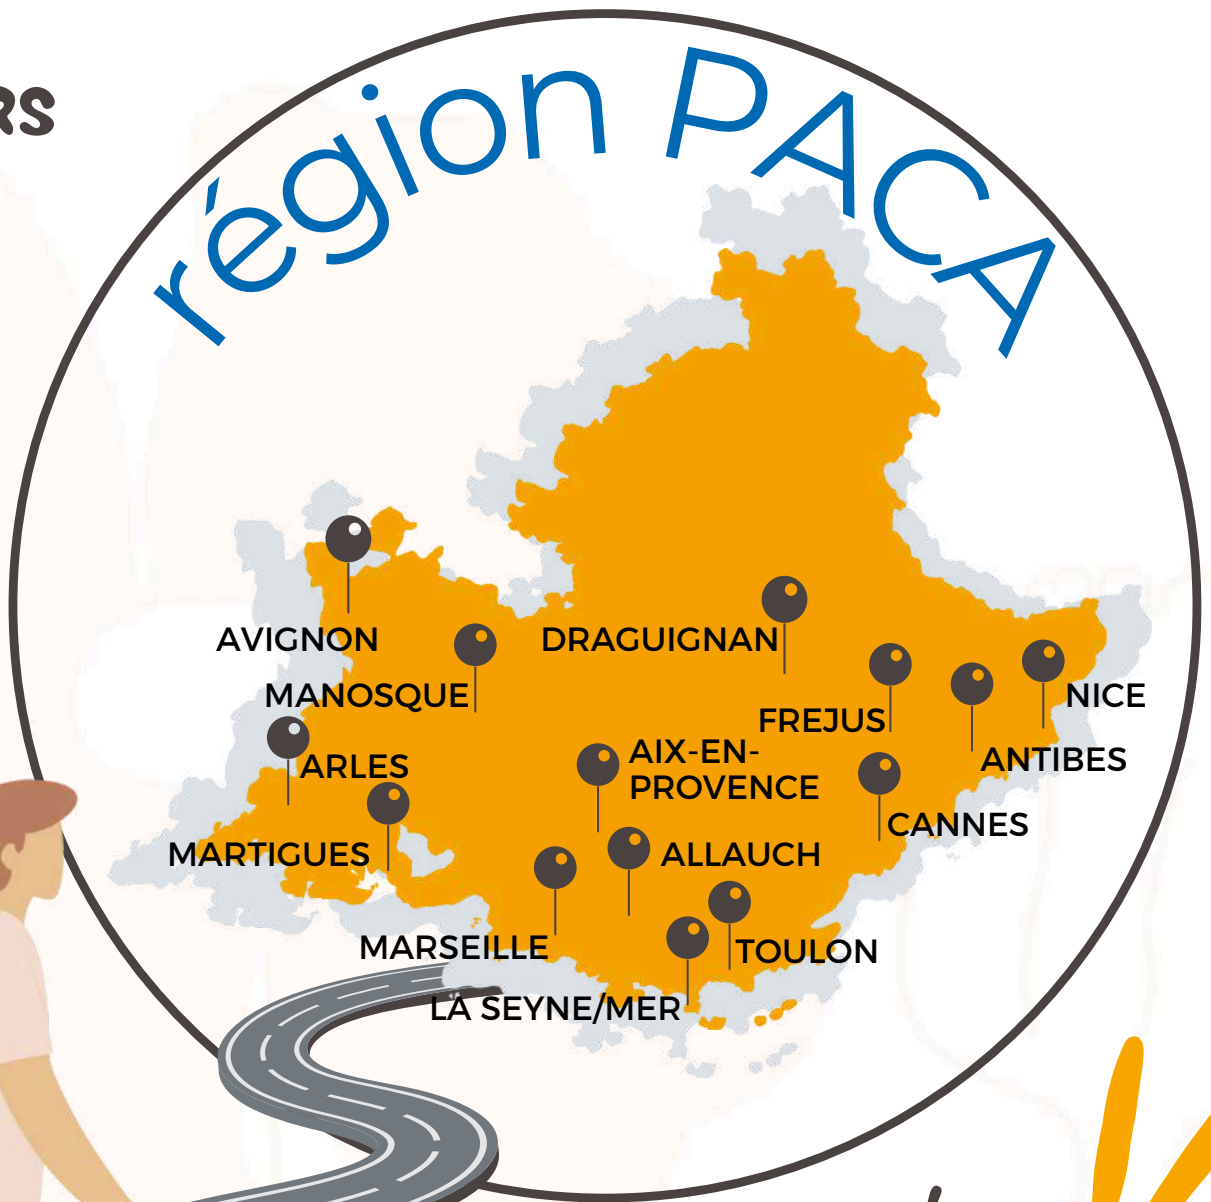 RS
région PACA
AVIGNON
DRAGUIGNAN
MANOSQUE
NICE
FREJUS
ARLES
AIX-EN-
PROVENCE
ANTIBES
CANNES
MARTIGUES
ALLAUCH
MARSEILLE
TOULON
LA SEYNE/MER